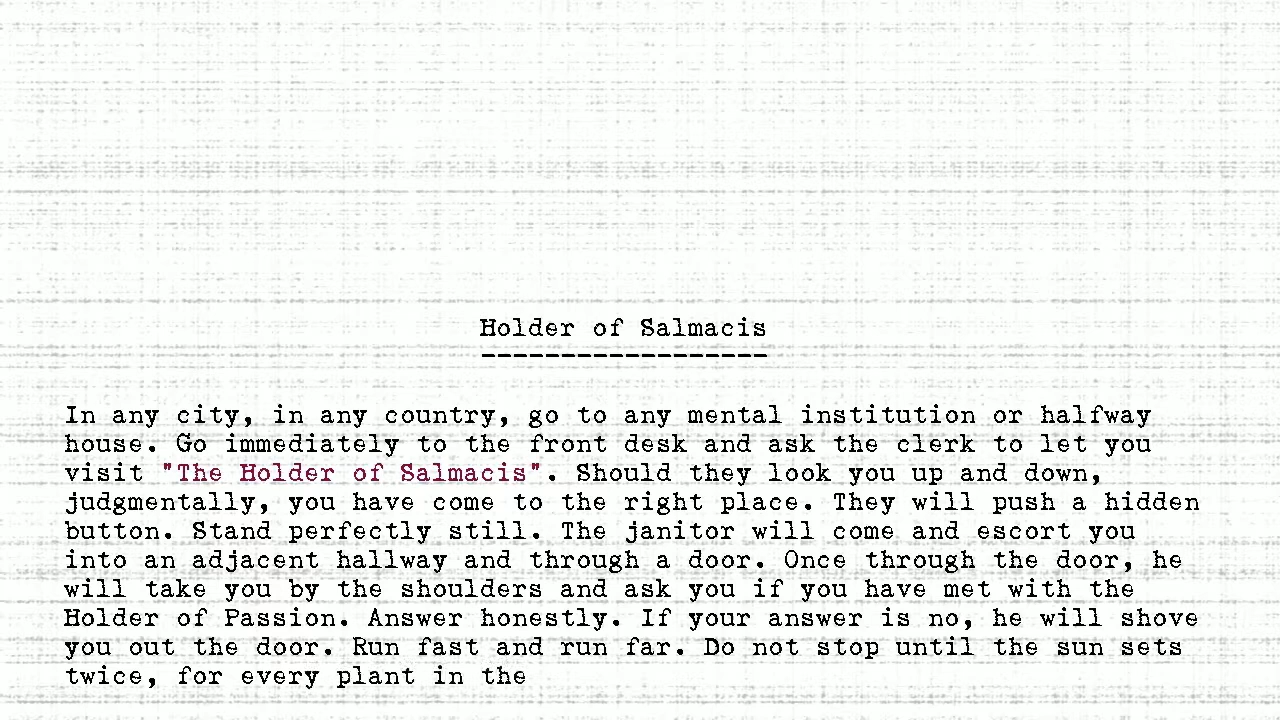 Holder of Salmacis
------------------
In any city, in any country, go to any mental institution or halfway
house. Go immediately to the front desk and ask the clerk to let you
visit "The Holder of Salmacis". Should they look you up and down,
judgmentally, you have come to the right place. They will push a hidden
button. Stand perfectly still. The janitor will come and escort you
into an adjacent hallway and through a door. Once through the door, he
will take you by the shoulders and ask you if you have met with the
Holder of Passion. Answer honestly. If your answer is no, he will shove
you out the door. Run fast and run far. Do not stop until the sun sets
twice, for every plant in the